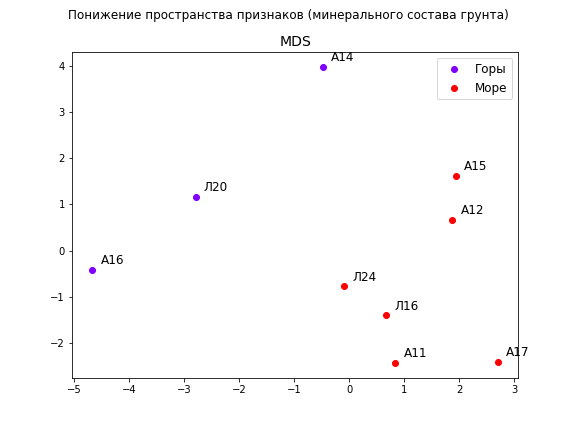 Понижение пространства признаков (минерального состава грунта)
MDS
Горы
Море
А14
А15
А12
Л20
А16
Л24
Л16
А11
А17
4
3
2
1
0
−1
−2
−5
−4
−3
−2
−1
0
1
2
3